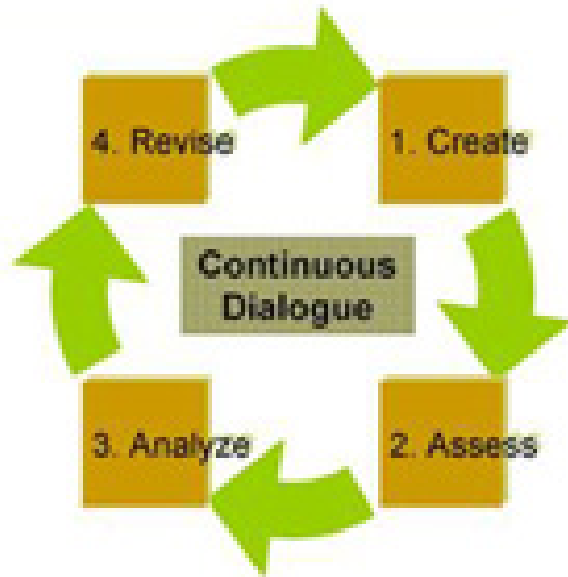 4. Revise
1. Create
Continuous
Dialogue
3. Analyze
2. Assess